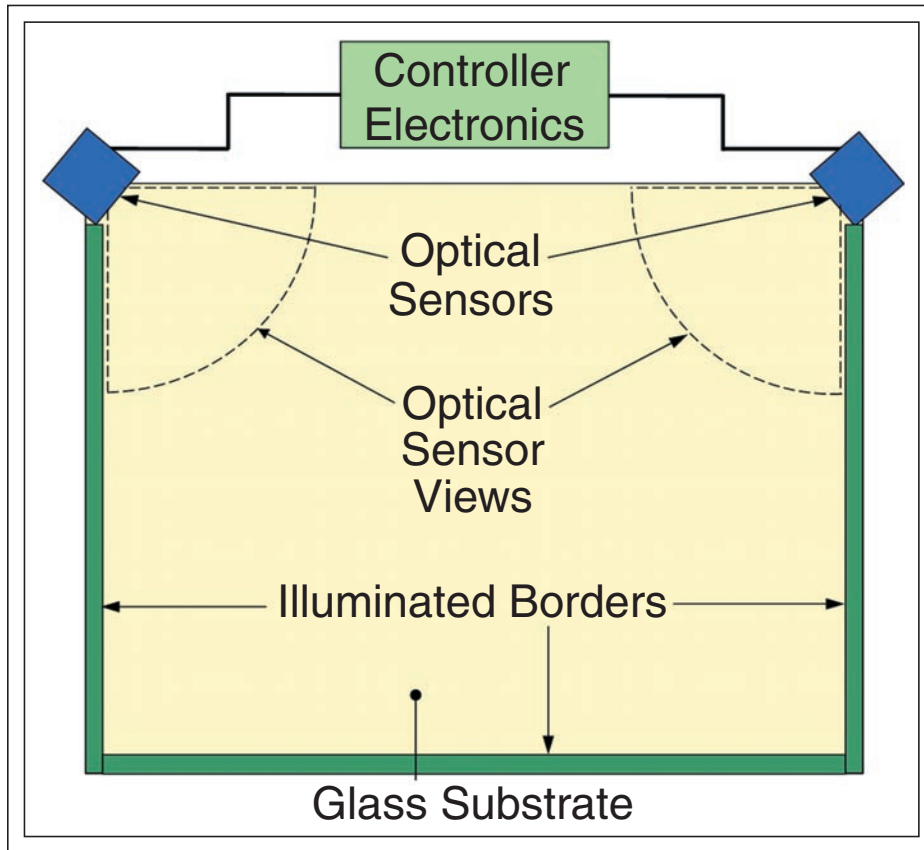 Controller
Electronics
Optical
Sensors
Optical
Sensor
Views
Illuminated Borders
Glass Substrate